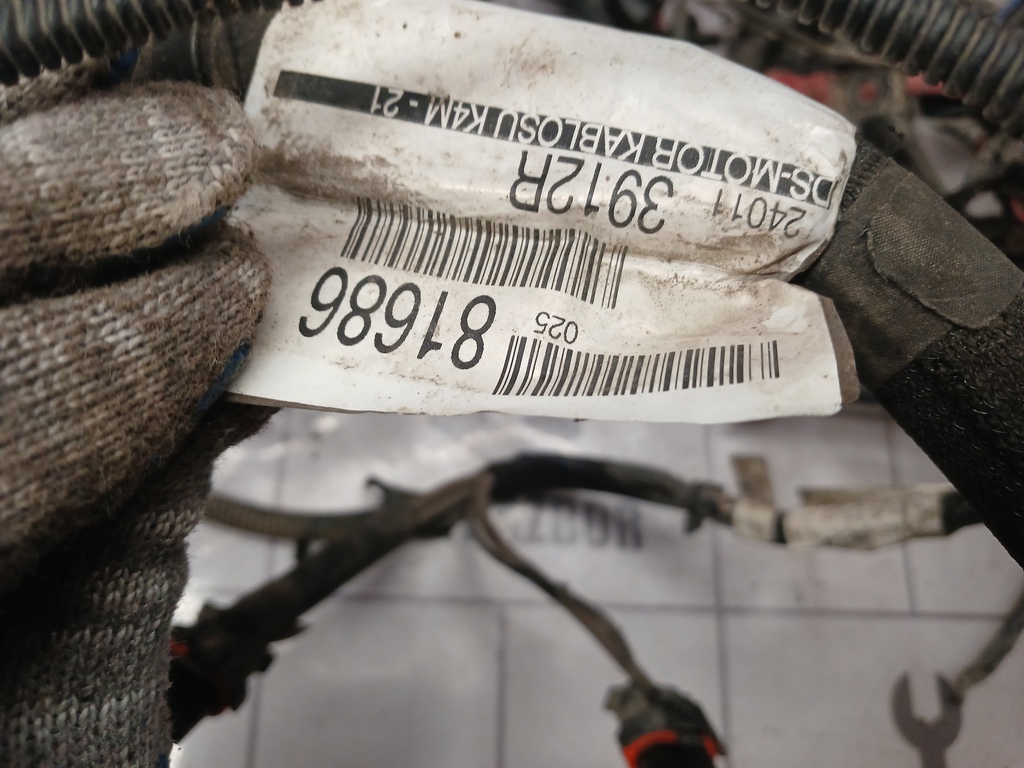 025
81686
24011 3912R
DS-MOTOR KABLOSU K4M - 21